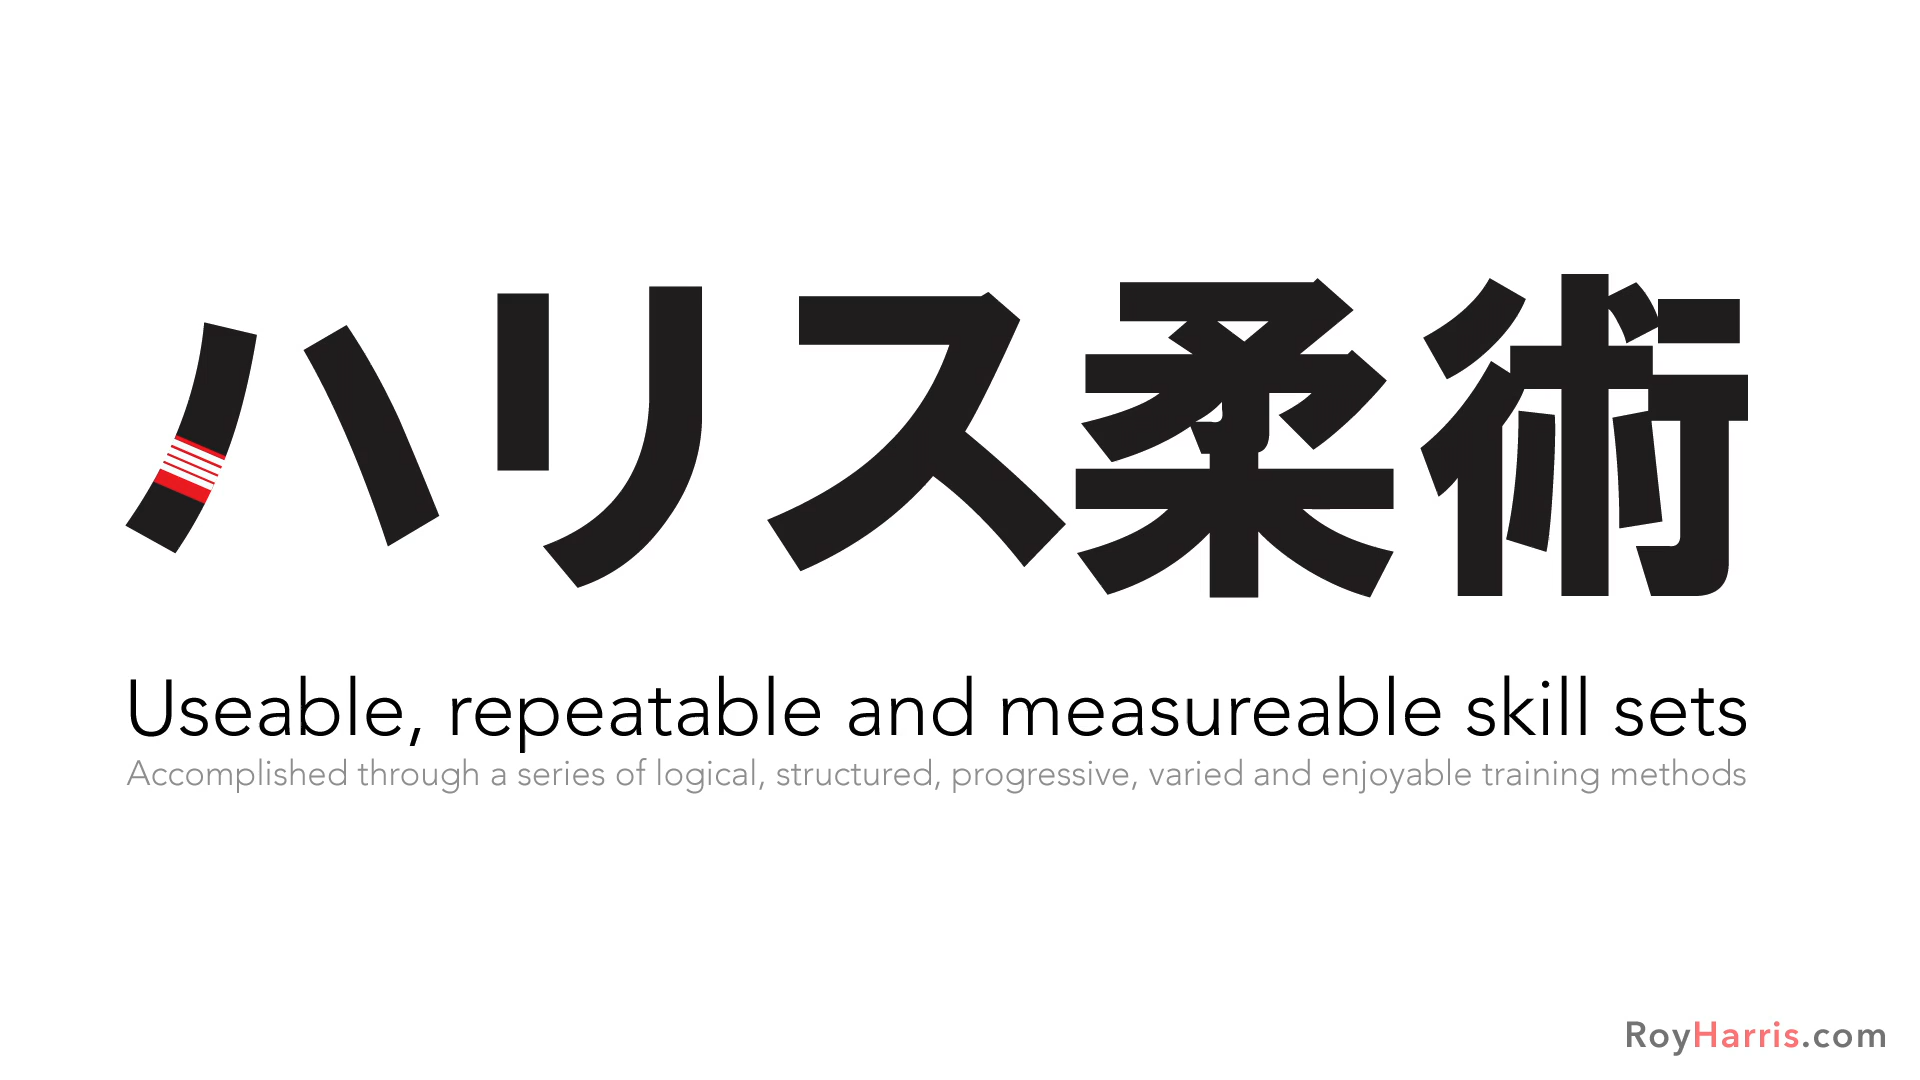 ハリス柔術
Useable, repeatable and measureable skill sets
Accomplished through a series of logical, structured, progressive, varied and enjoyable training methods
RoyHarris.com